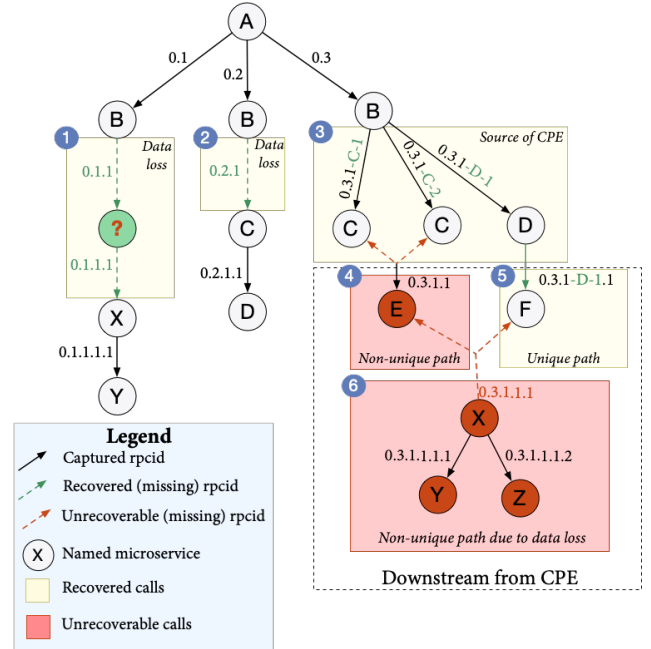 A
0.1
0.2
0.3
B
B
B
1
Data
loss
2
Data
loss
3
Source of CPE
0.1.1
0.2.1
0.3.1-C-1
0.3.1-C-2
0.3.1-D-1
?
C
C
C
D
0.1.1.1
0.2.1.1
4
0.3.1.1
5
0.3.1-D-1.1
X
D
E
F
0.1.1.1.1
Non-unique path
Unique path
Y
6
0.3.1.1.1
X
0.3.1.1.1.1
0.3.1.1.1.2
Y
Z
Non-unique path due to data loss
Downstream from CPE
Legend
Captured rpcid
Recovered (missing) rpcid
Unrecoverable (missing) rpcid
X
Named microservice
Recovered calls
Unrecoverable calls